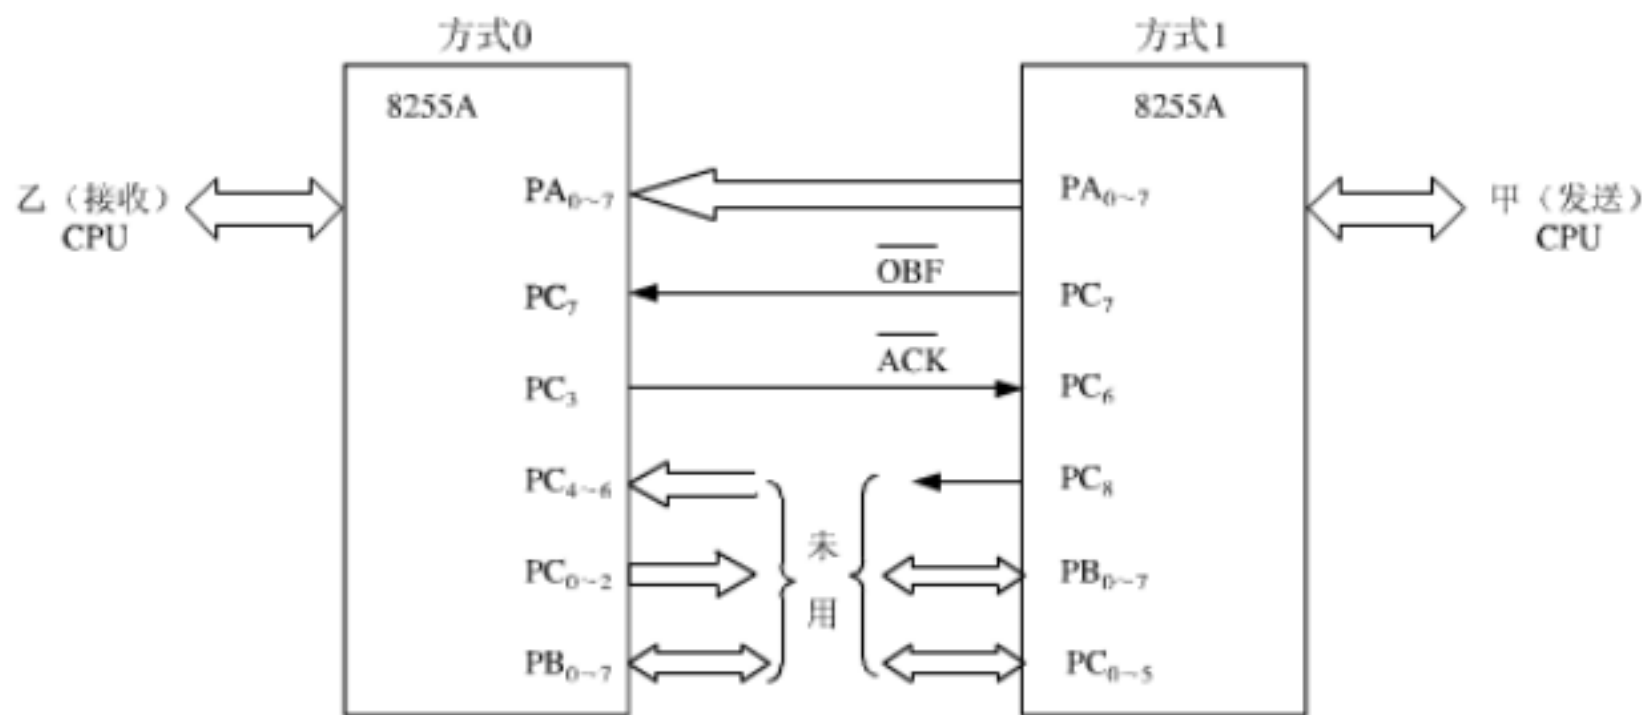 方式0
方式1
8255A
8255A
乙（接收）
CPU
甲（发送）
CPU
PA₀~₇
PA₀~₇
OBF
PC₇
PC₇
ACK
PC₃
PC₆
PC₄~₆
PC₈
未
用
PC₀~₂
PB₀~₇
PB₀~₇
PC₀~₅